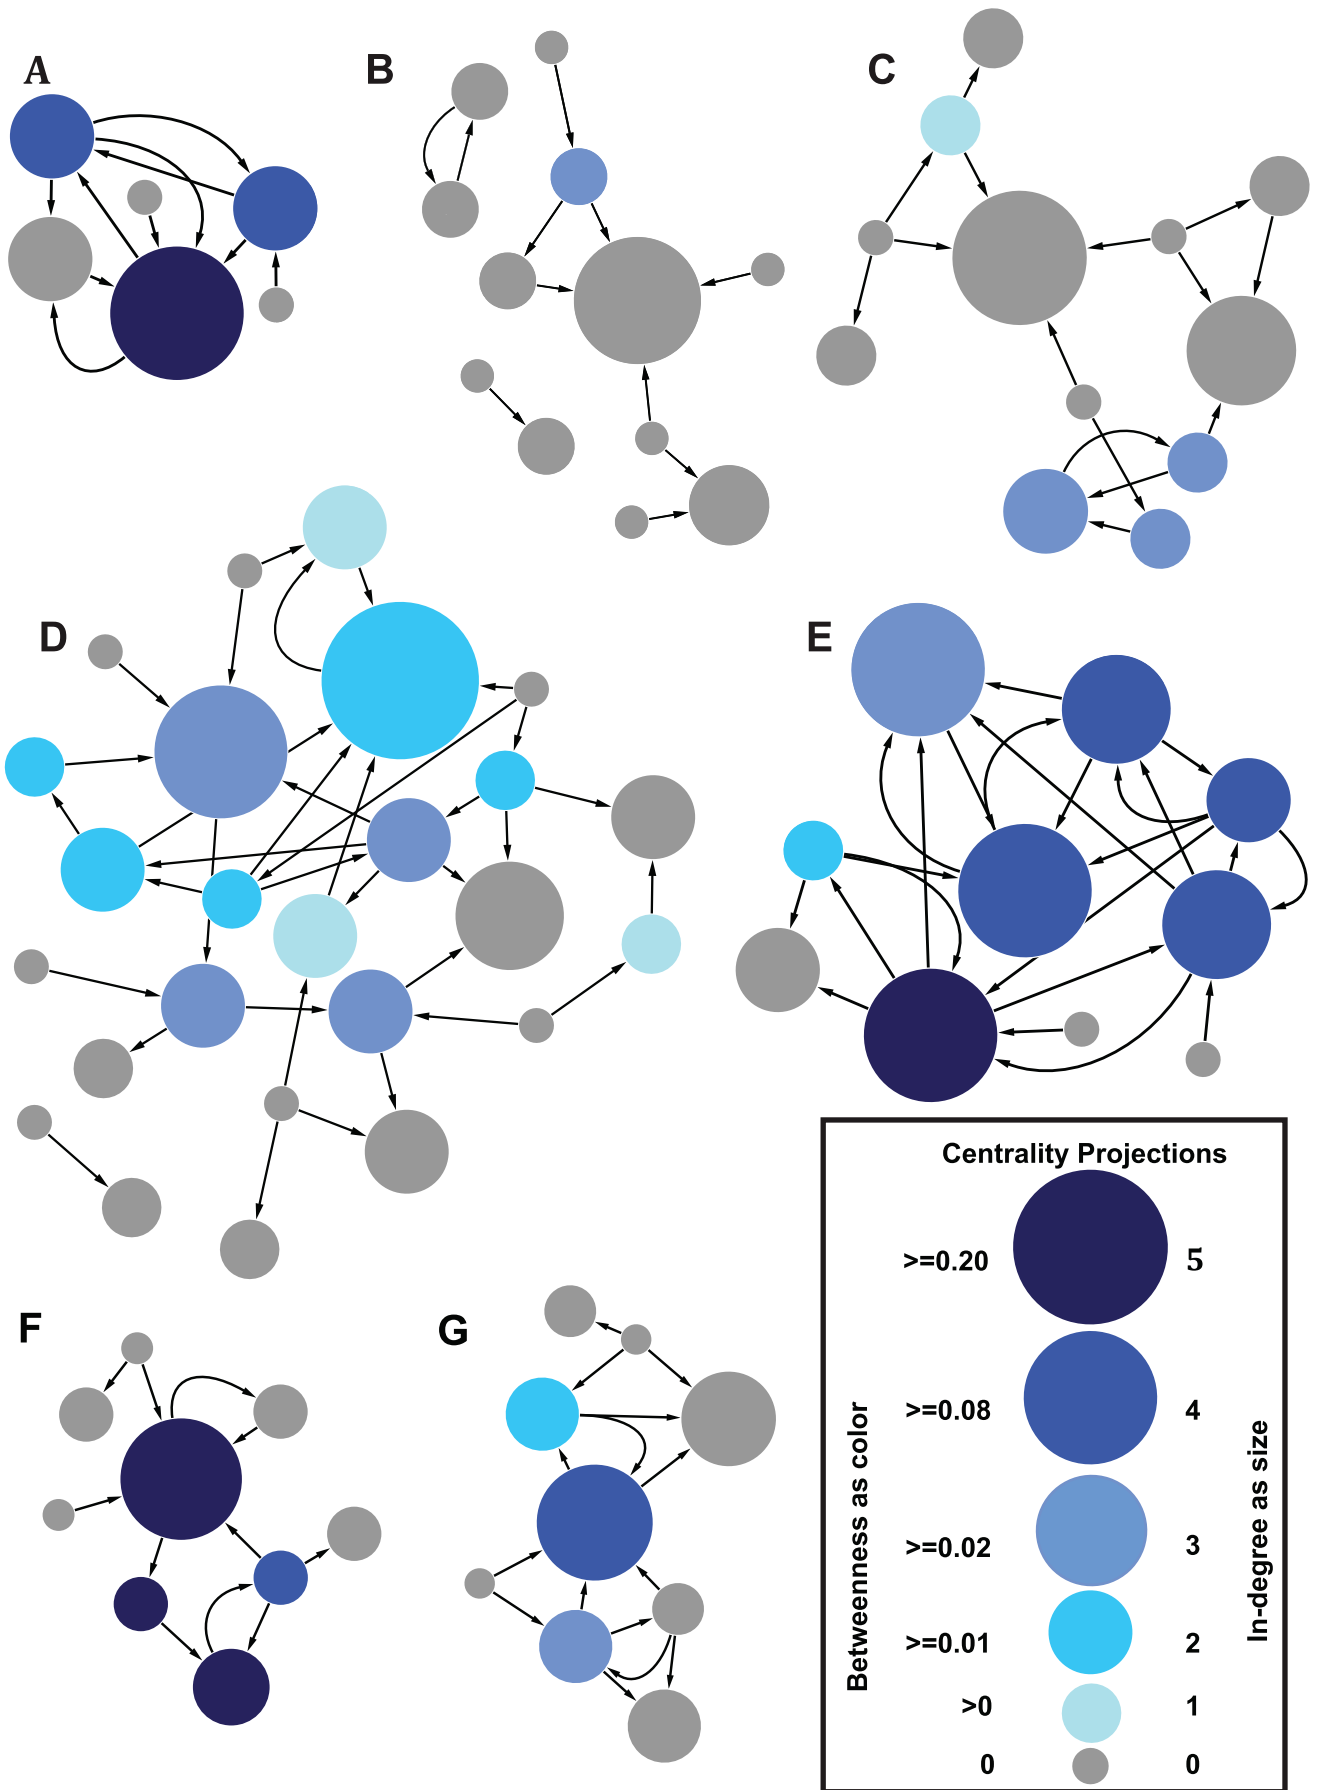 A
B
C
D
E
F
G
Centrality Projections
>=0.20 5
>=0.08 4
>=0.02 3
>=0.01 2
>0 1
0 0
Betweenness as color
In-degree as size